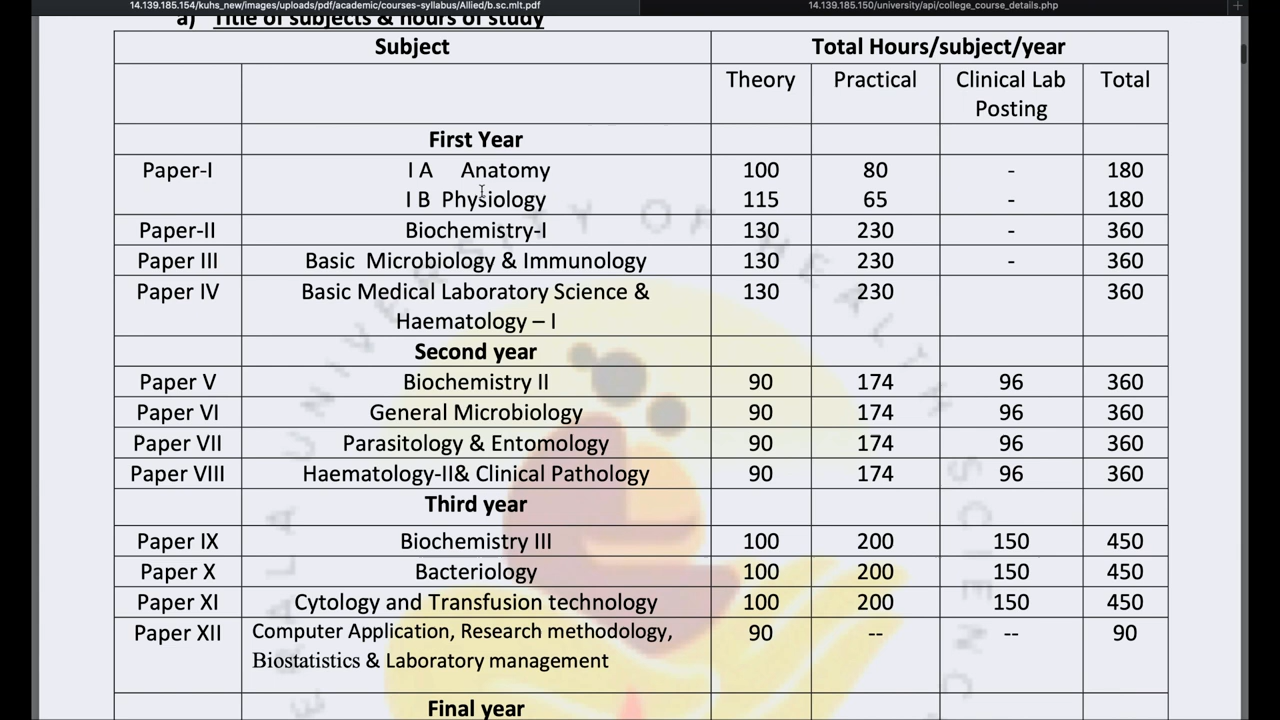 14.139.185.154/kuhs_new/images/uploads/pdf/academic/courses-syllabus/Allied/b.sc.mlt.pdf 14.139.185.150/university/api/college_course_details.php
a) Title of subjects & hours of study
Subject Total Hours/subject/year
Theory Practical Clinical Lab Posting Total
First Year
Paper-I I A Anatomy 100 80 - 180
I B Physiology 115 65 - 180
Paper-II Biochemistry-I 130 230 - 360
Paper III Basic Microbiology & Immunology 130 230 - 360
Paper IV Basic Medical Laboratory Science & 130 230 360
Haematology – I
Second year
Paper V Biochemistry II 90 174 96 360
Paper VI General Microbiology 90 174 96 360
Paper VII Parasitology & Entomology 90 174 96 360
Paper VIII Haematology-II& Clinical Pathology 90 174 96 360
Third year
Paper IX Biochemistry III 100 200 150 450
Paper X Bacteriology 100 200 150 450
Paper XI Cytology and Transfusion technology 100 200 150 450
Paper XII Computer Application, Research methodology, 90 -- -- 90
Biostatistics & Laboratory management
Final year